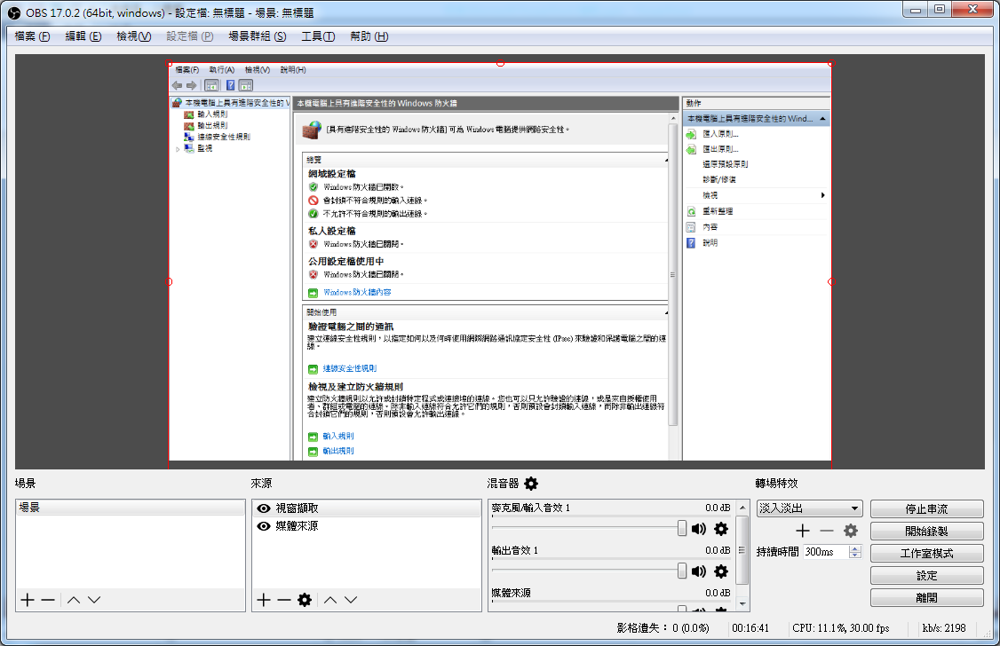 OBS 17.0.2 (64bit, windows) - 設定檔: 無標題 - 場景: 無標題
檔案 (F) 編輯 (E) 檢視(V) 設定檔 (P) 場景群組 (S) 工具(T) 幫助 (H)
檔案(F) 執行(A) 檢視(V) 說明(H)
本機電腦上具有進階安全性的 W
輸入規則
輸出規則
連線安全性規則
監視
本機電腦上具有進階安全性的 Windows 防火牆
[具有進階安全性的 Windows 防火牆] 可為 Windows 電腦提供網路安全性。
總覽
網域設定檔
Windows 防火牆已開啟。
會封鎖不符合規則的輸入連線。
不允許不符合規則的輸出連線。
私人設定檔
Windows 防火牆已關閉。
公用設定檔使用中
Windows 防火牆已關閉。
Windows 防火牆內容
開始使用
驗證電腦之間的通訊
建立連線安全性規則，以指定如何以及何時使用網際網路通訊協定安全性 (IPsec) 來驗證和保護電腦之間的連
線。
連線安全性規則
檢視及建立防火牆規則
建立防火牆規則以允許或封鎖特定程式或連接埠的連線。您也可以只允許驗證的連線，或是來自授權使用
者、群組或電腦的連線。除非輸入連線符合允許它們的規則，否則預設會封鎖輸入連線，而除非輸出連線符
合封鎖它們的規則，否則預設會允許輸出連線。
輸入規則
輸出規則
動作
本機電腦上具有進階安全性的 Wind...
匯入原則...
匯出原則...
還原預設原則
診斷/修復
檢視
重新整理
內容
說明
場景
場景
來源
視窗擷取
媒體來源
混音器
麥克風/輸入音效 1 0.0 dB
輸出音效 1 0.0 dB
媒體來源 0.0 dB
轉場特效
淡入淡出
持續時間 300ms
停止串流
開始錄製
工作室模式
設定
離開
影格遺失： 0 (0.0%) 00:16:41 CPU: 11.1%, 30.00 fps kb/s: 2198